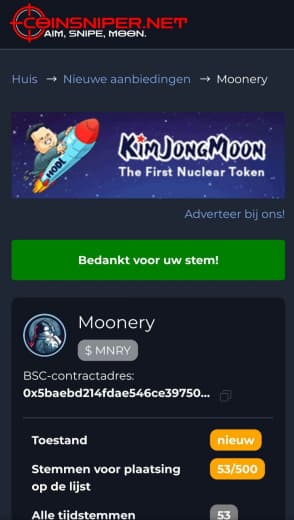 COINSNIPER.NET
AIM, SNIPE, MOON.
Huis → Nieuwe aanbiedingen → Moonery
HODL
KimJongMoon
The First Nuclear Token
Adverteer bij ons!
Bedankt voor uw stem!
Moonery
$ MNRY
BSC-contractadres:
0x5baebd214fdae546ce39750...
Toestand nieuw
Stemmen voor plaatsing 53/500
op de lijst
Alle tijdstemmen 53